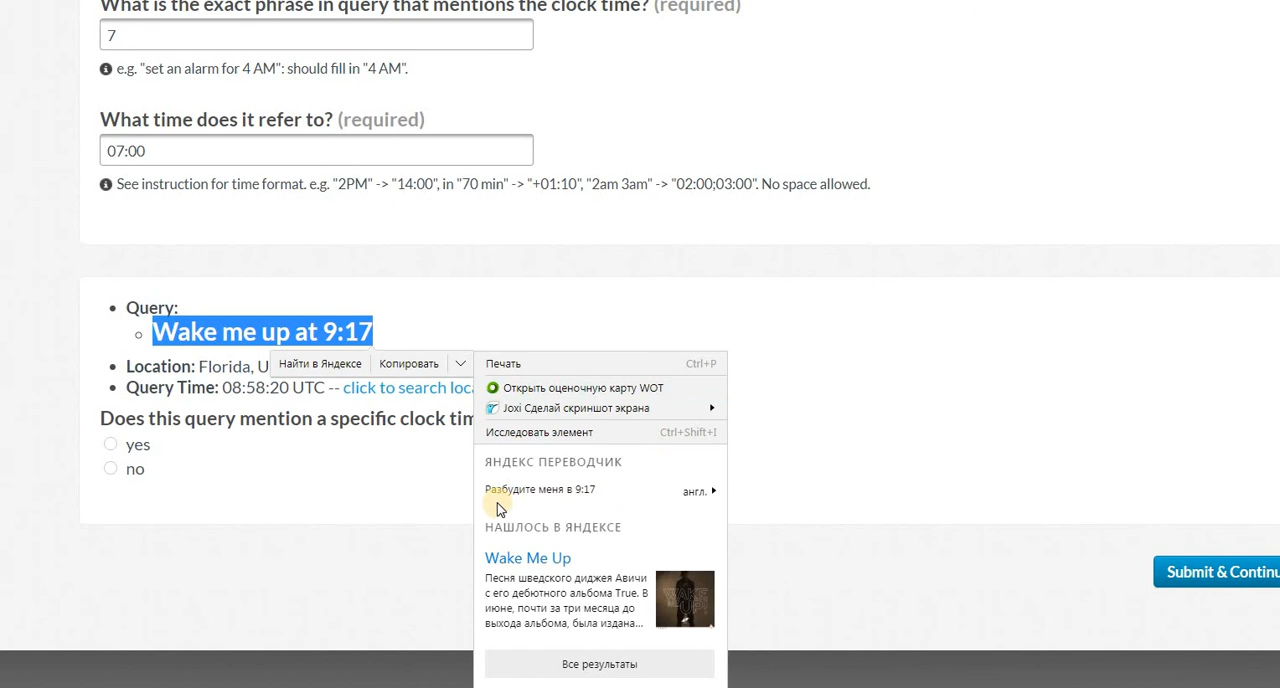 What is the exact phrase in query that mentions the clock time? (required)
7
e.g. "set an alarm for 4 AM": should fill in "4 AM".
What time does it refer to? (required)
07:00
See instruction for time format. e.g. "2PM" -> "14:00", in "70 min" -> "+01:10", "2am 3am" -> "02:00;03:00". No space allowed.
Query:
Wake me up at 9:17
Location: Florida, U
Найти в Яндексе Копировать
Query Time: 08:58:20 UTC -- click to search loca
Does this query mention a specific clock tim
yes
no
Печать Ctrl+P
Открыть оценочную карту WOT
Joxi Сделай скриншот экрана
Исследовать элемент Ctrl+Shift+I
ЯНДЕКС ПЕРЕВОДЧИК
Разбудите меня в 9:17 англ.
НАШЛОСЬ В ЯНДЕКСЕ
Wake Me Up
Песня шведского диджея Авичи
с его дебютного альбома True. В
июне, почти за три месяца до
выхода альбома, была издана...
Все результаты
Submit & Continu